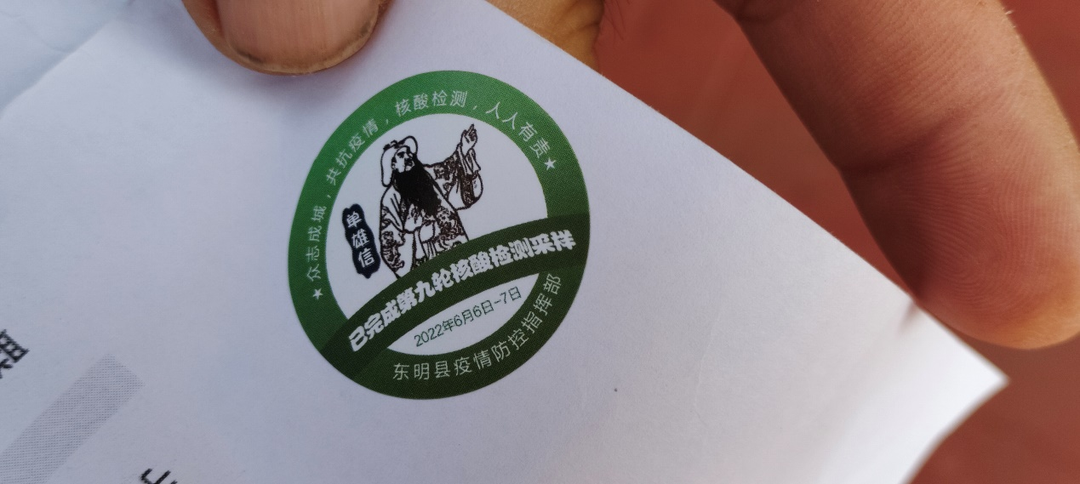 ★众志成城，共抗疫情，核酸检测，人人有责★
单雄信
已完成第九轮核酸检测采样
2022年6月6日-7日
东明县疫情防控指挥部